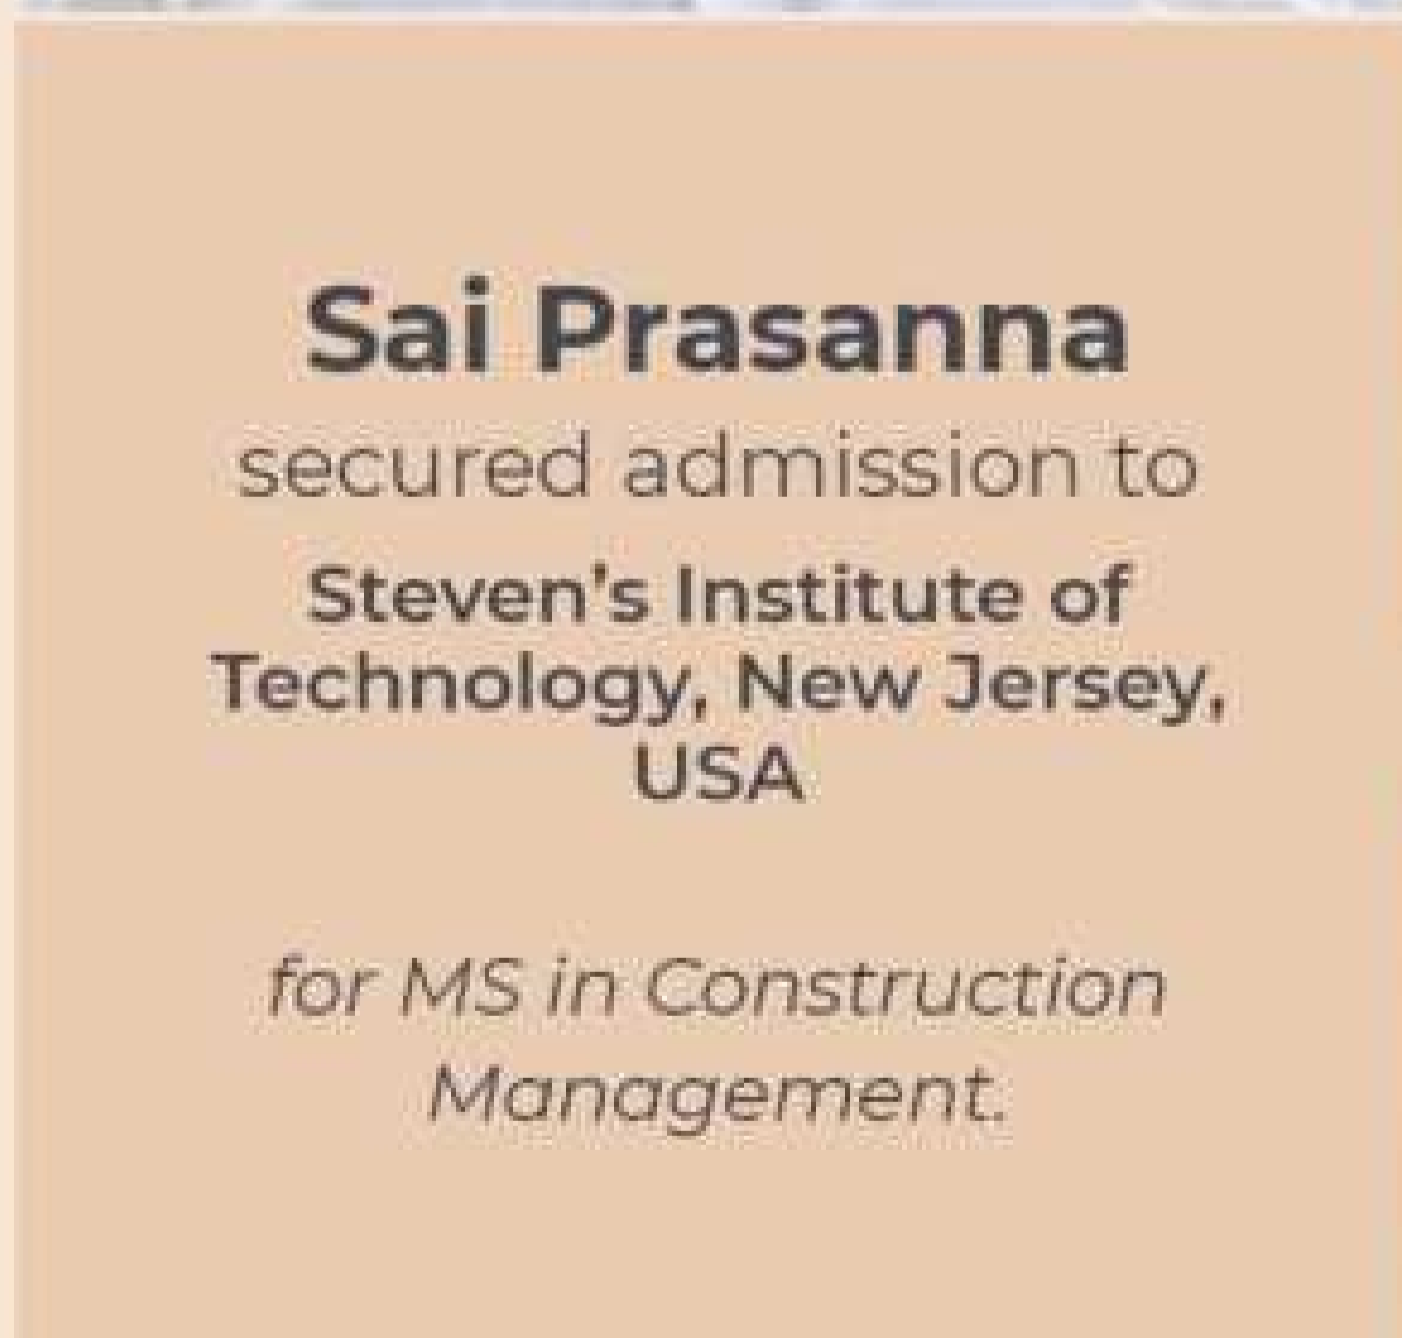 Sai Prasanna
secured admission to
Steven's Institute of
Technology, New Jersey,
USA
for MS in Construction
Management.